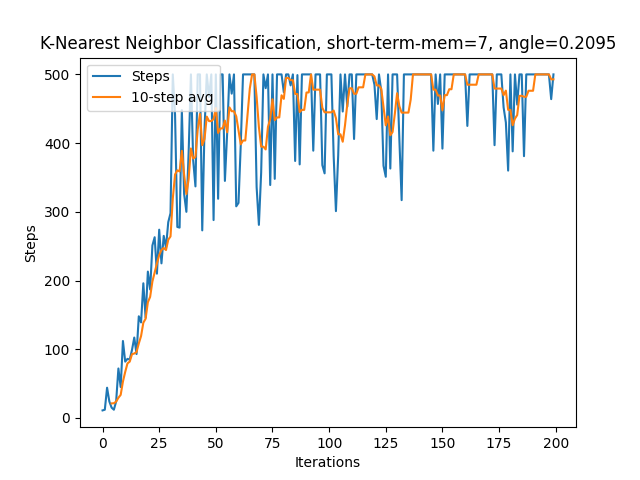 K-Nearest Neighbor Classification, short-term-mem=7, angle=0.2095
Steps
10-step avg
500
400
300
200
100
0
Steps
0 25 50 75 100 125 150 175 200
Iterations